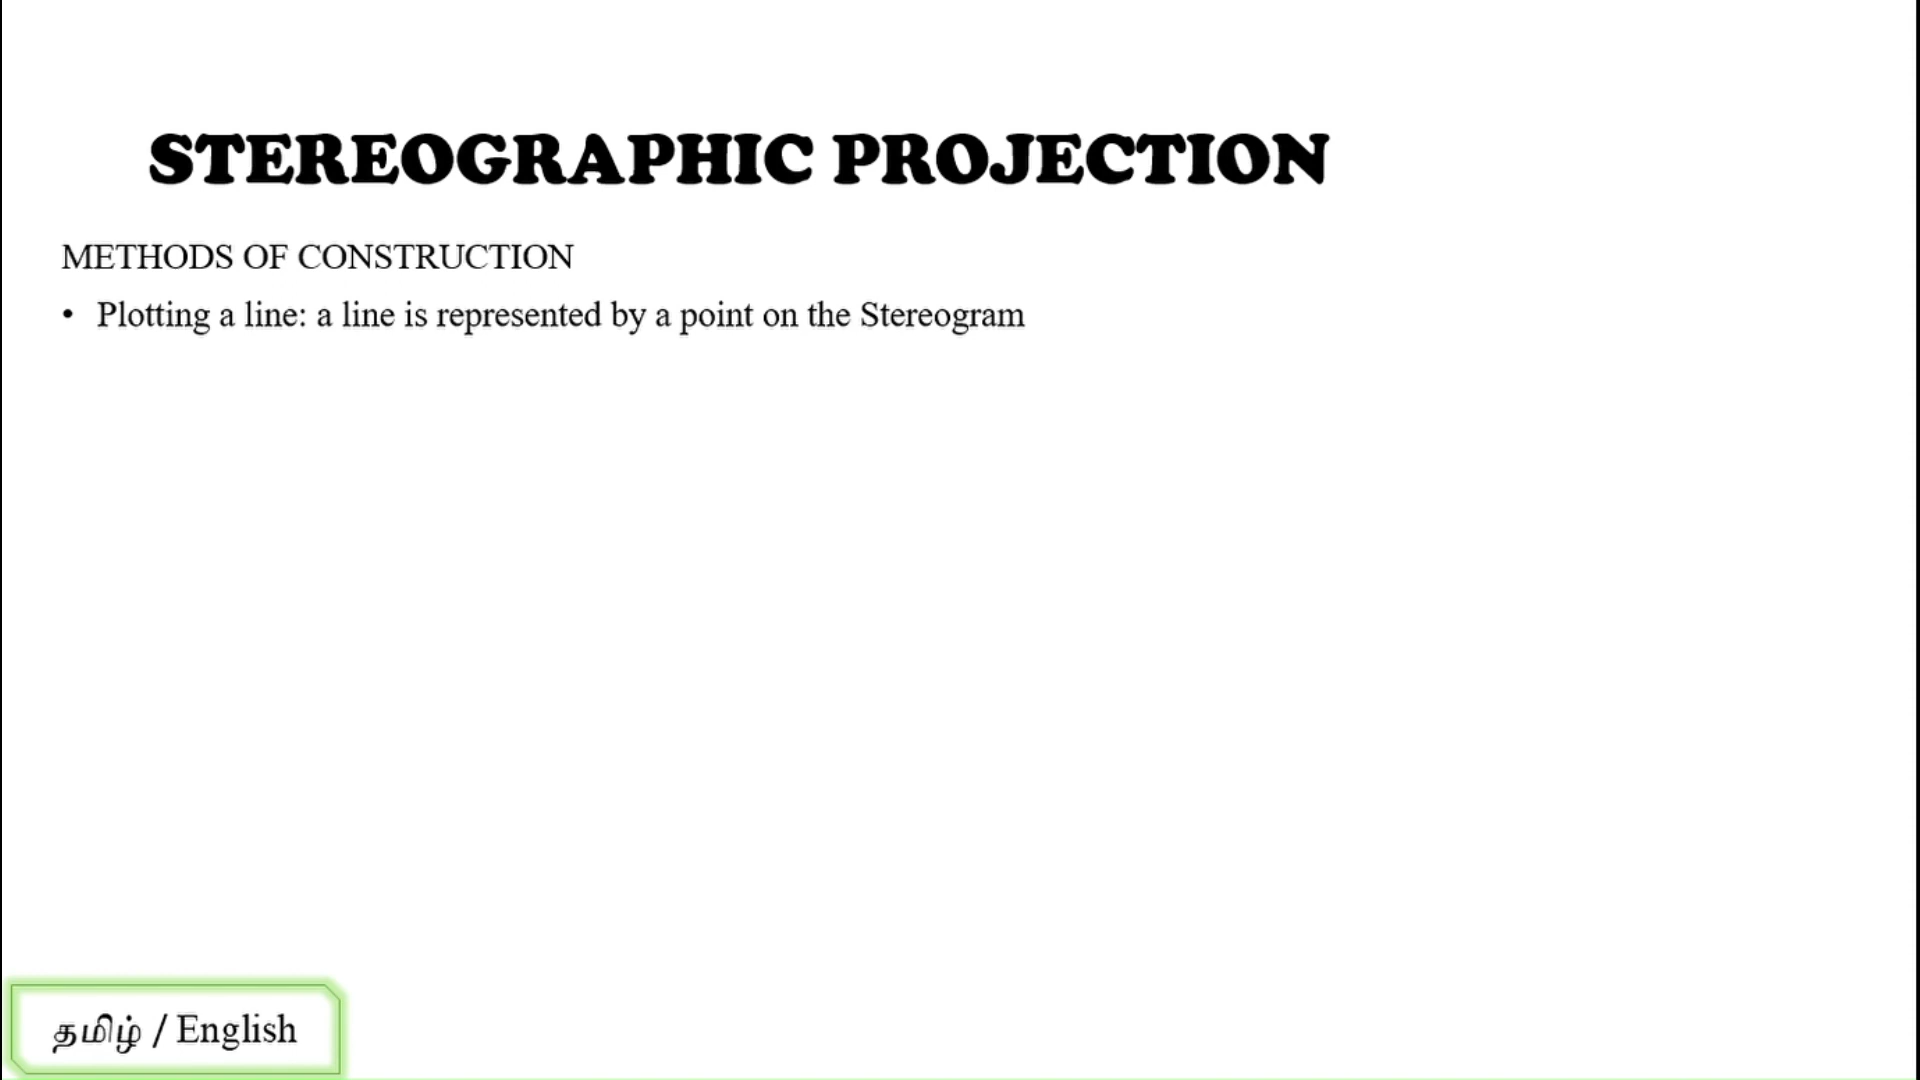 STEREOGRAPHIC PROJECTION
METHODS OF CONSTRUCTION
• Plotting a line: a line is represented by a point on the Stereogram
தமிழ் / English